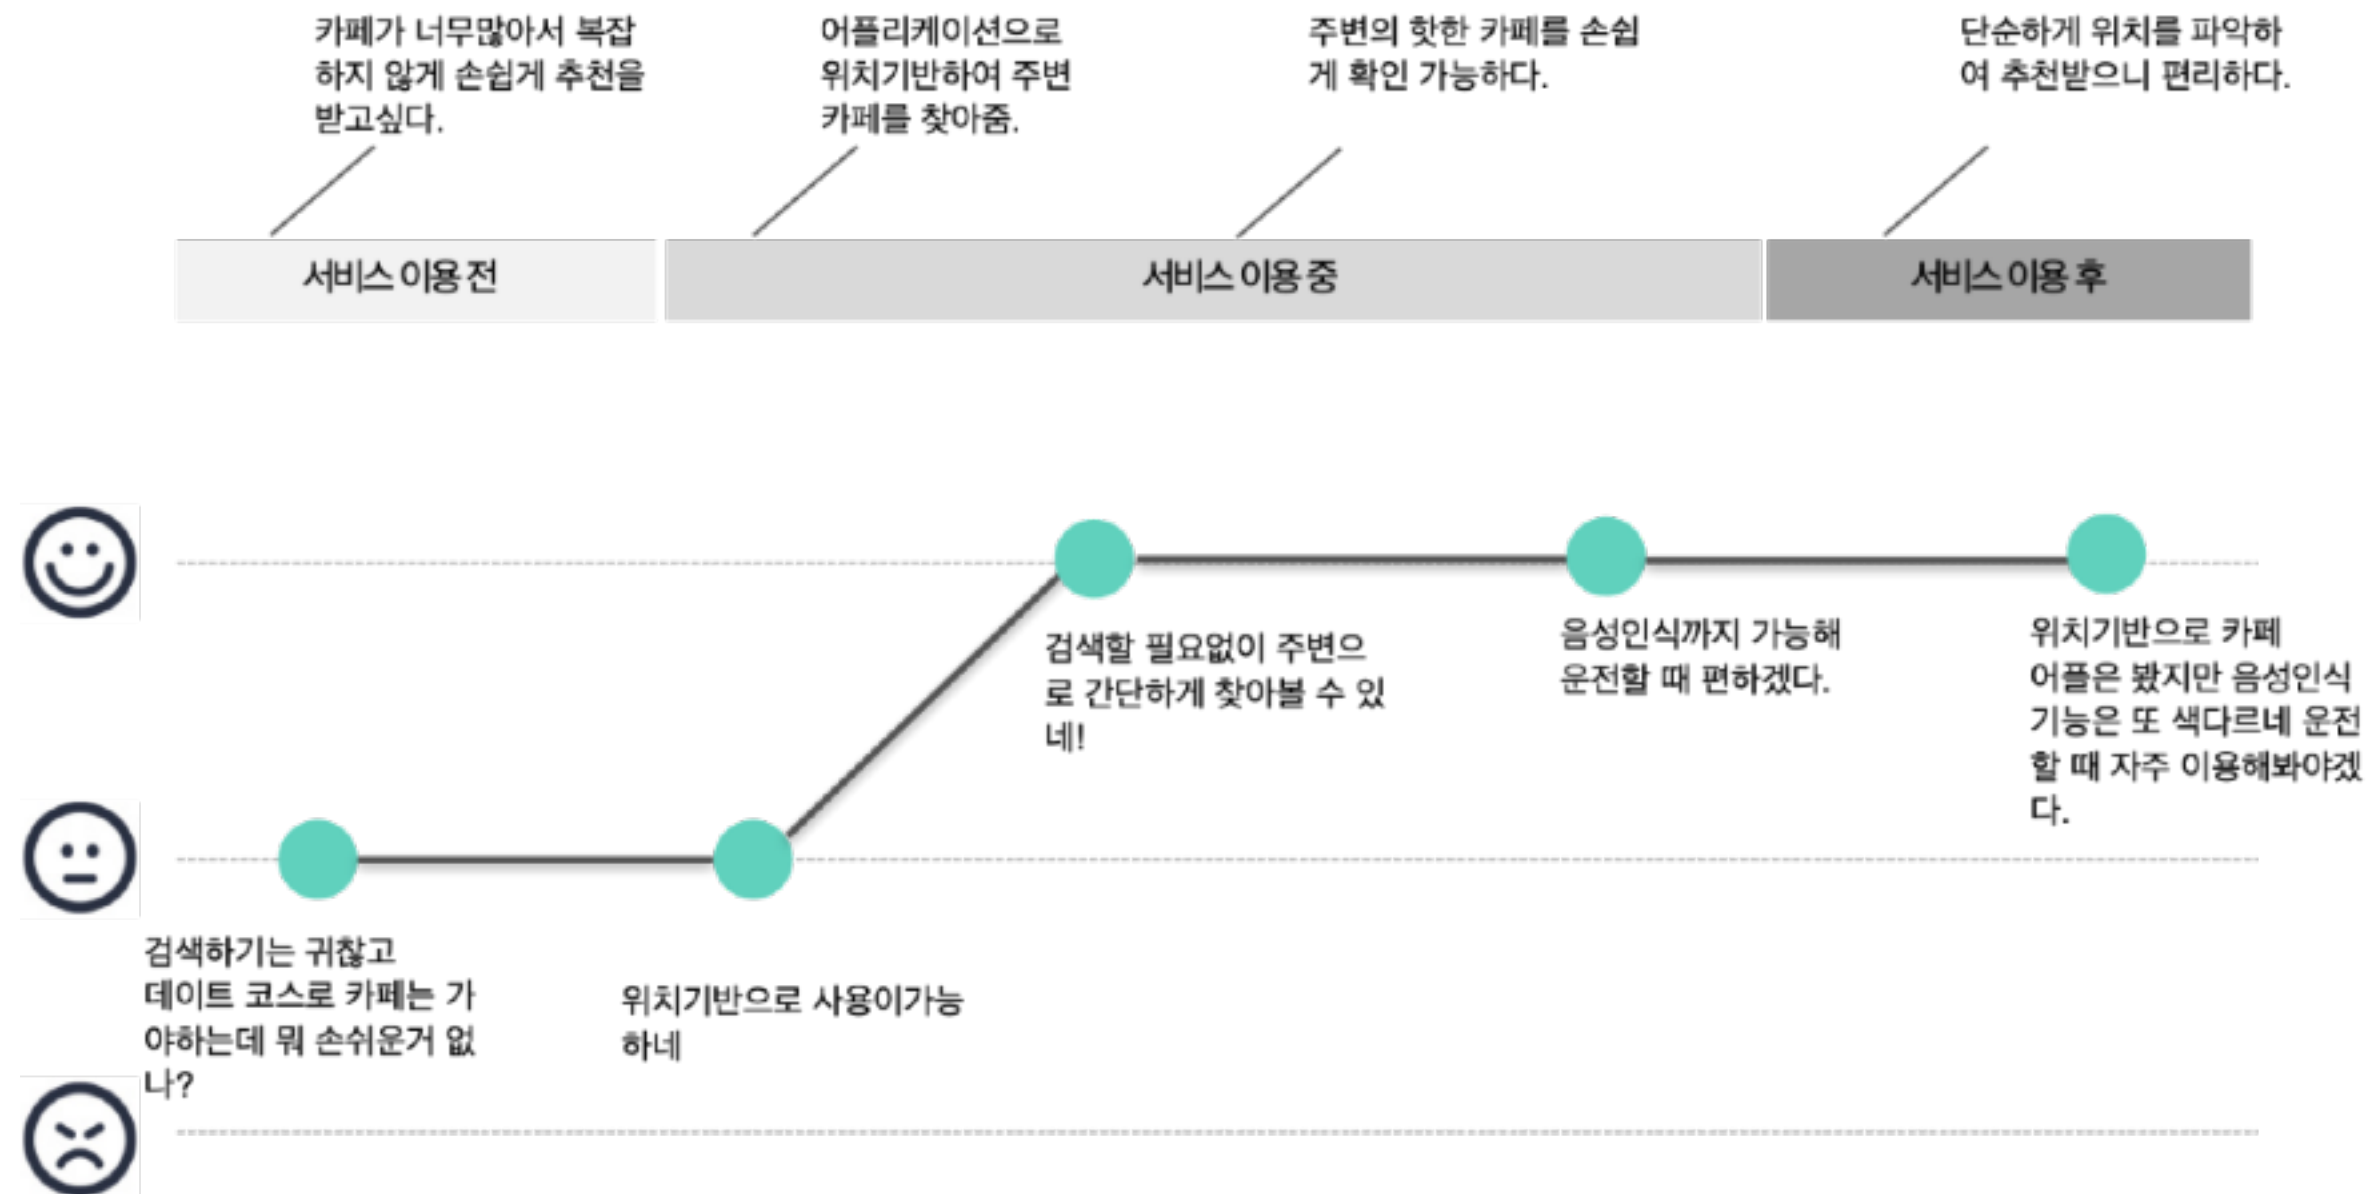 카페가 너무많아서 복잡
하지 않게 손쉽게 추천을
받고싶다.
어플리케이션으로
위치기반하여 주변
카페를 찾아줌.
주변의 핫한 카페를 손쉽
게 확인 가능하다.
단순하게 위치를 파악하
여 추천받으니 편리하다.
서비스 이용 전
서비스 이용 중
서비스 이용 후
검색할 필요없이 주변으
로 간단하게 찾아볼 수 있
네!
음성인식까지 가능해
운전할 때 편하겠다.
위치기반으로 카페
어플은 봤지만 음성인식
기능은 또 색다르네 운전
할 때 자주 이용해봐야겠
다.
검색하기는 귀찮고
데이트 코스로 카페는 가
야하는데 뭐 손쉬운거 없
나?
위치기반으로 사용이가능
하네